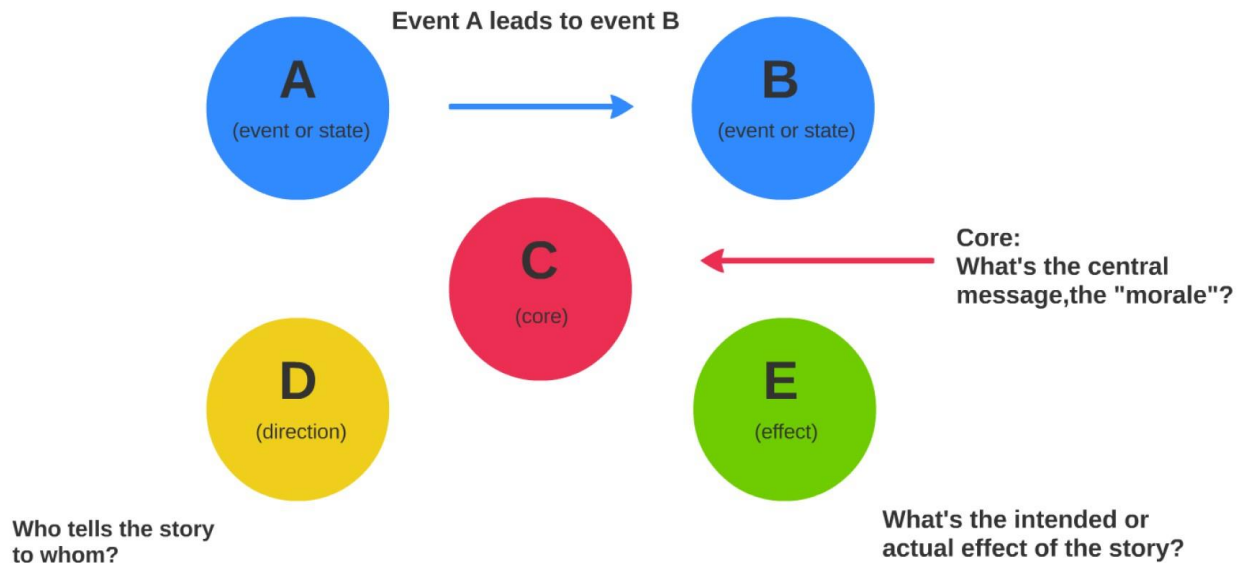 Event A leads to event B
A
(event or state)
B
(event or state)
C
(core)
Core:
What's the central
message,the "morale"?
D
(direction)
E
(effect)
Who tells the story
to whom?
What's the intended or
actual effect of the story?